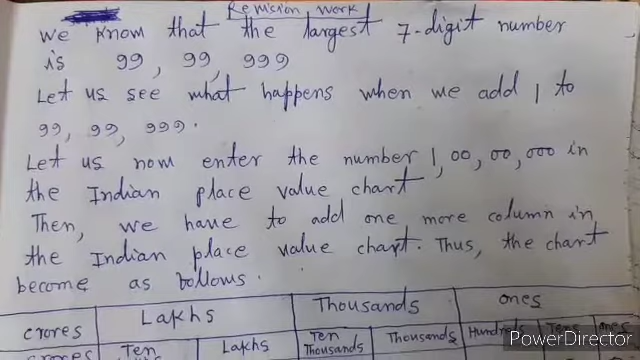 Revision work
We know that the largest 7-digit number
is 99, 99, 999
Let us see what happens when we add 1 to
99, 99, 999.
Let us now enter the number 1,00,00,000 in
the Indian place value chart
Then, we have to add one more column in
the Indian place value chart. Thus, the chart
become as follows.
Lakhs Thousands ones
crores
Ten Lakhs Ten Thousands Thousands Hundreds Tens ones
crores
PowerDirector